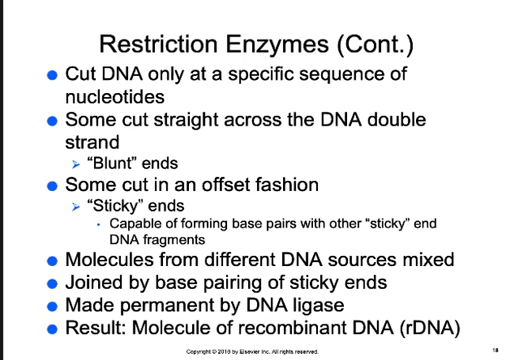 Restriction Enzymes (Cont.)
Cut DNA only at a specific sequence of
nucleotides
Some cut straight across the DNA double
strand
“Blunt” ends
Some cut in an offset fashion
“Sticky” ends
Capable of forming base pairs with other “sticky” end
DNA fragments
Molecules from different DNA sources mixed
Joined by base pairing of sticky ends
Made permanent by DNA ligase
Result: Molecule of recombinant DNA (rDNA)
Copyright © 2016 by Elsevier Inc. All rights reserved.